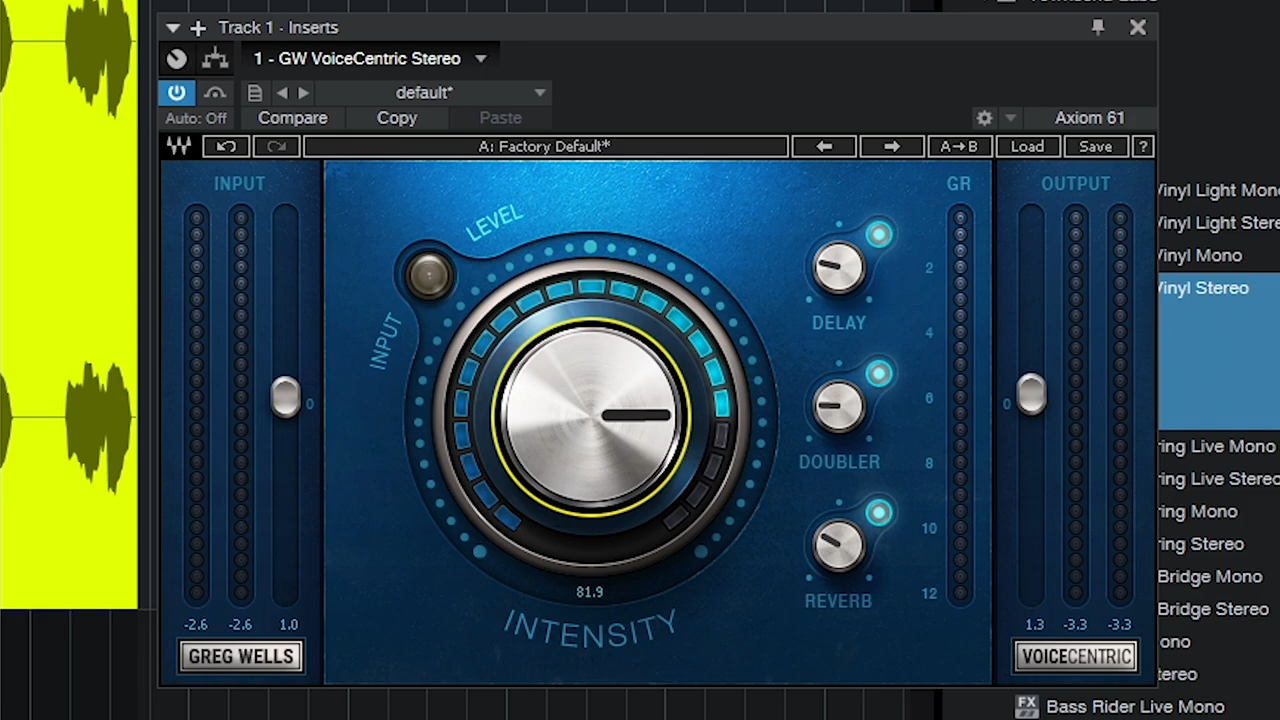 Track 1 - Inserts
1 - GW VoiceCentric Stereo
default*
Auto: Off
Compare
Copy
Paste
Axiom 61
A: Factory Default*
A→B
Load
Save
?
INPUT
LEVEL
INPUT
GR
OUTPUT
DELAY
DOUBLER
REVERB
2
4
6
8
10
12
0
0
81.9
INTENSITY
-2.6
-2.6
1.0
1.3
-3.3
-3.3
GREG WELLS
VOICECENTRIC
Vinyl Light Mono
Vinyl Light Stereo
Vinyl Mono
Vinyl Stereo
ring Live Mono
ring Live Stereo
ring Mono
ring Stereo
Bridge Mono
Bridge Stereo
ono
tereo
FX
Bass Rider Live Mono